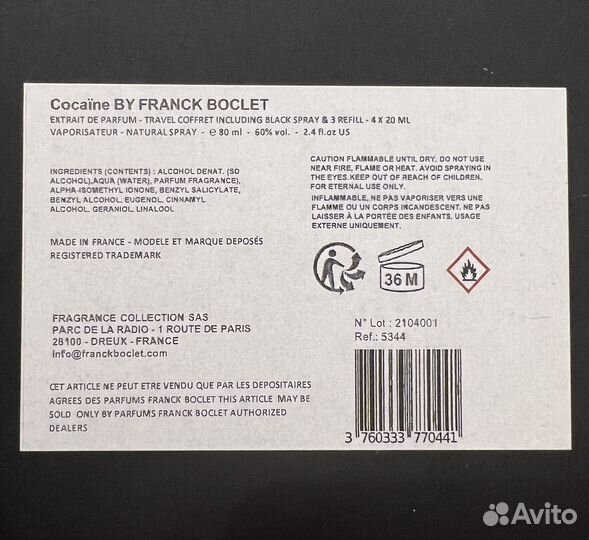 Cocaïne BY FRANCK BOCLET
EXTRAIT DE PARFUM - TRAVEL COFFRET INCLUDING BLACK SPRAY & 3 REFILL - 4 X 20 ML
VAPORISATEUR - NATURAL SPRAY - e 80 ml - 60% vol. - 2.4 fl.oz US
INGREDIENTS (CONTENTS) : ALCOHOL DENAT. (SD
ALCOHOL),AQUA (WATER), PARFUM FRAGRANCE),
ALPHA-ISOMETHYL IONONE, BENZYL SALICYLATE,
BENZYL ALCOHOL, EUGENOL, CINNAMYL
ALCOHOL, GERANIOL, LINALOOL
CAUTION FLAMMABLE UNTIL DRY. DO NOT USE
NEAR FIRE, FLAME OR HEAT. AVOID SPRAYING IN
THE EYES.KEEP OUT OF REACH OF CHILDREN.
FOR ETERNAL USE ONLY.
INFLAMMABLE, NE PAS VAPORISER VERS UNE
FLAMME OU UN CORPS INCANDESCENT. NE PAS
LAISSER À LA PORTÉE DES ENFANTS. USAGE
EXTERNE UNIQUEMENT.
MADE IN FRANCE - MODELE ET MARQUE DEPOSÉS
REGISTERED TRADEMARK
36 M
FRAGRANCE COLLECTION SAS
PARC DE LA RADIO - 1 ROUTE DE PARIS
28100 - DREUX - FRANCE
info@franckboclet.com
N° Lot : 2104001
Ref.: 5344
CET ARTICLE NE PEUT ETRE VENDU QUE PAR LES DEPOSITAIRES
AGREES DES PARFUMS FRANCK BOCLET THIS ARTICLE MAY BE
SOLD ONLY BY PARFUMS FRANCK BOCLET AUTHORIZED
DEALERS
3 760333 770441
Avito